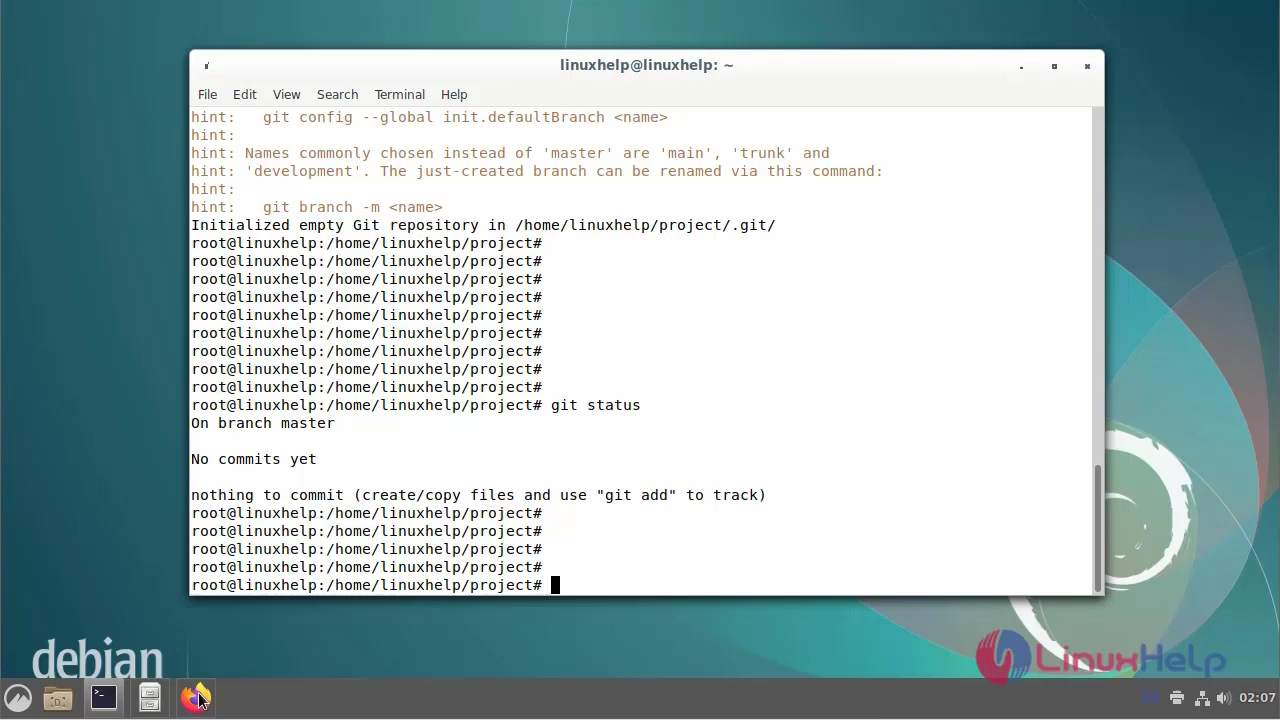 linuxhelp@linuxhelp: ~
File Edit View Search Terminal Help
hint:   git config --global init.defaultBranch <name>
hint:
hint: Names commonly chosen instead of 'master' are 'main', 'trunk' and
hint: 'development'. The just-created branch can be renamed via this command:
hint:
hint:   git branch -m <name>
Initialized empty Git repository in /home/linuxhelp/project/.git/
root@linuxhelp:/home/linuxhelp/project#
root@linuxhelp:/home/linuxhelp/project#
root@linuxhelp:/home/linuxhelp/project#
root@linuxhelp:/home/linuxhelp/project#
root@linuxhelp:/home/linuxhelp/project#
root@linuxhelp:/home/linuxhelp/project#
root@linuxhelp:/home/linuxhelp/project#
root@linuxhelp:/home/linuxhelp/project#
root@linuxhelp:/home/linuxhelp/project#
root@linuxhelp:/home/linuxhelp/project# git status
On branch master
No commits yet
nothing to commit (create/copy files and use "git add" to track)
root@linuxhelp:/home/linuxhelp/project#
root@linuxhelp:/home/linuxhelp/project#
root@linuxhelp:/home/linuxhelp/project#
root@linuxhelp:/home/linuxhelp/project#
root@linuxhelp:/home/linuxhelp/project#
debian
LinuxHelp
02:07